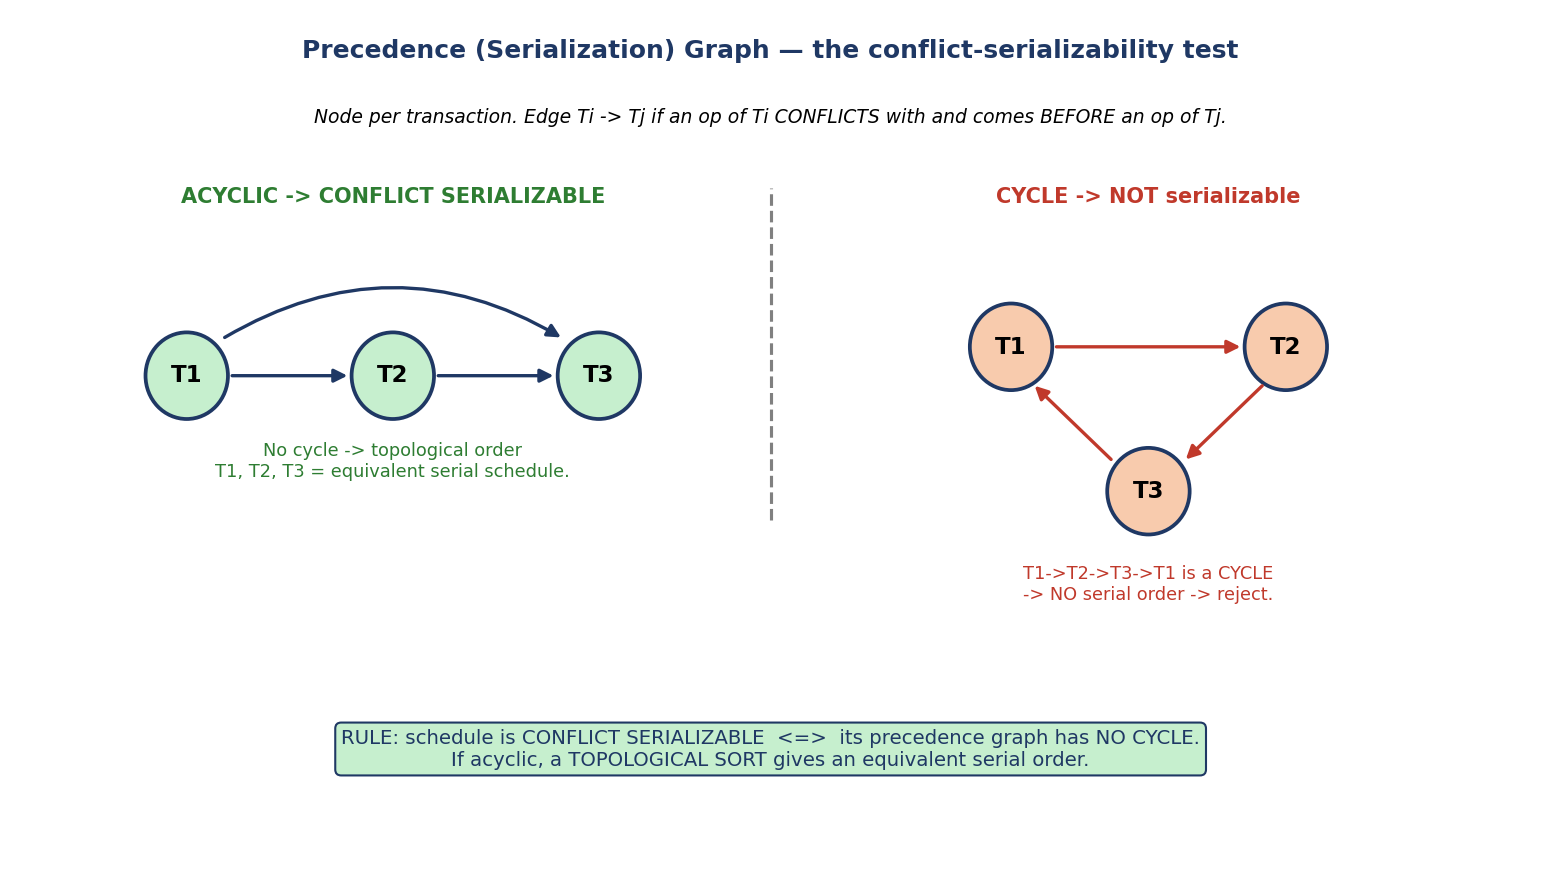 Precedence (Serialization) Graph — the conflict-serializability test
Node per transaction. Edge Ti -> Tj if an op of Ti CONFLICTS with and comes BEFORE an op of Tj.
ACYCLIC -> CONFLICT SERIALIZABLE
T1
T2
T3
No cycle -> topological order
T1, T2, T3 = equivalent serial schedule.
CYCLE -> NOT serializable
T1
T2
T3
T1->T2->T3->T1 is a CYCLE
-> NO serial order -> reject.
RULE: schedule is CONFLICT SERIALIZABLE  <=>  its precedence graph has NO CYCLE.
If acyclic, a TOPOLOGICAL SORT gives an equivalent serial order.